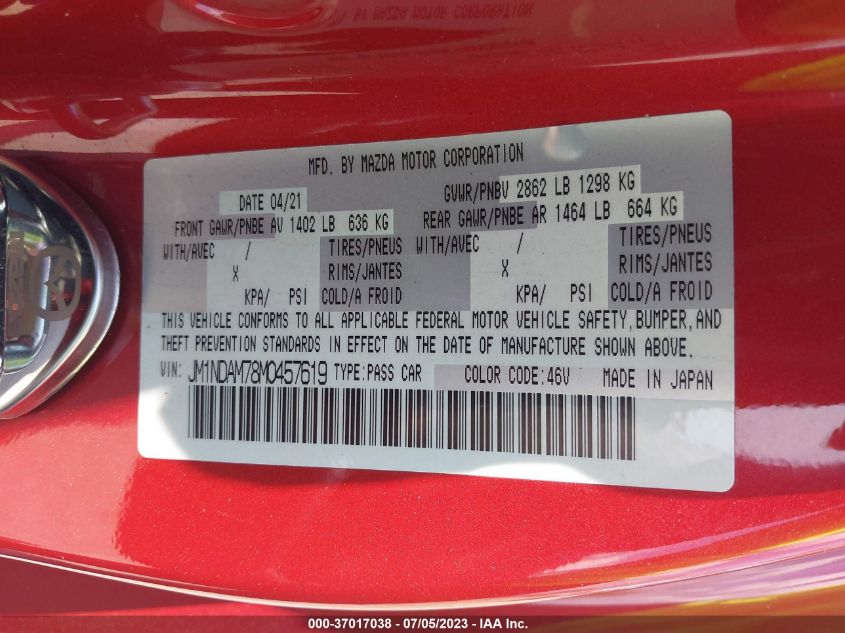 MFD. BY MAZDA MOTOR CORPORATION
DATE 04/21
GVWR/PNBV 2862 LB 1298 KG
FRONT GAWR/PNBE AV 1402 LB 636 KG
REAR GAWR/PNBE AR 1464 LB 664 KG
WITH/AVEC / TIRES/PNEUS WITH/AVEC / TIRES/PNEUS
X RIMS/JANTES X RIMS/JANTES
KPA/ PSI COLD/A FROID KPA/ PSI COLD/A FROID
THIS VEHICLE CONFORMS TO ALL APPLICABLE FEDERAL MOTOR VEHICLE SAFETY, BUMPER, AND
THEFT PREVENTION STANDARDS IN EFFECT ON THE DATE OF MANUFACTURE SHOWN ABOVE.
VIN: JM1NDAM78M0457619 TYPE:PASS CAR COLOR CODE:46V MADE IN JAPAN
000-37017038 - 07/05/2023 - IAA Inc.